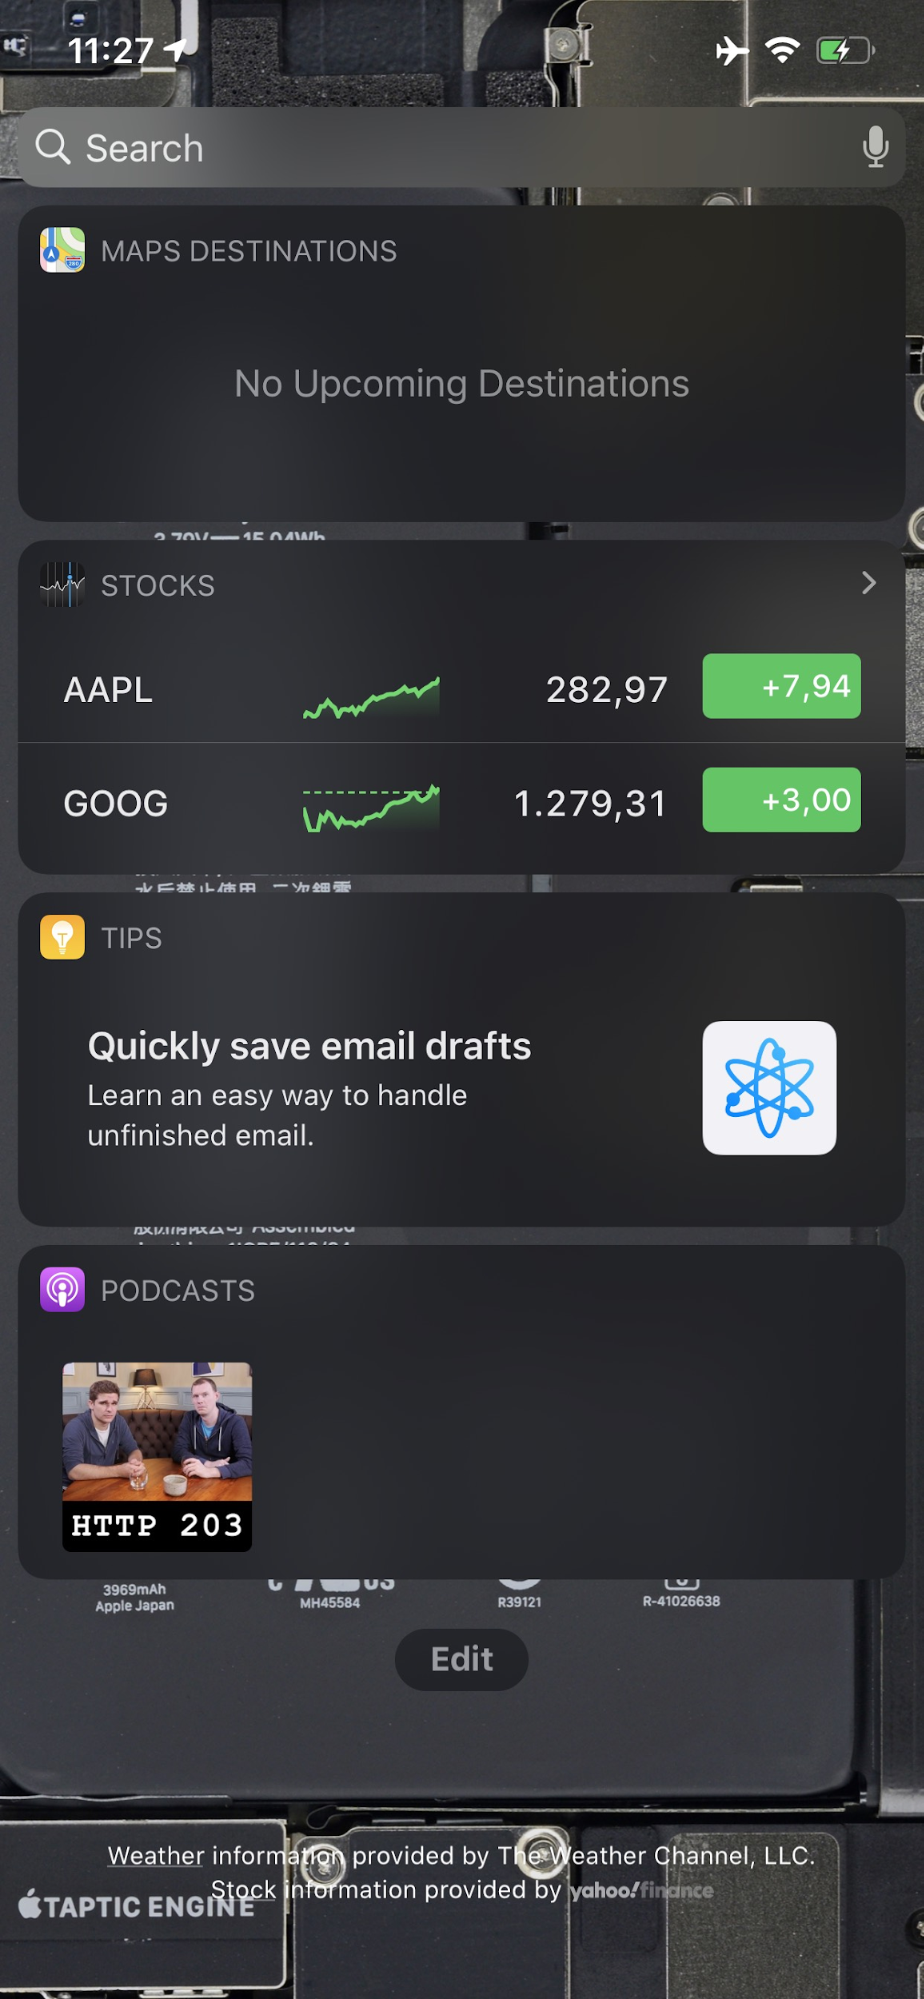 11:27
Search
MAPS DESTINATIONS
No Upcoming Destinations
STOCKS
AAPL 282,97 +7,94
GOOG 1.279,31 +3,00
TIPS
Quickly save email drafts
Learn an easy way to handle
unfinished email.
PODCASTS
HTTP 203
3969mAh
Apple Japan
MH45584
R39121
R-41026638
Edit
Weather information provided by The Weather Channel, LLC.
Stock information provided by yahoo!finance
TAPTIC ENGINE